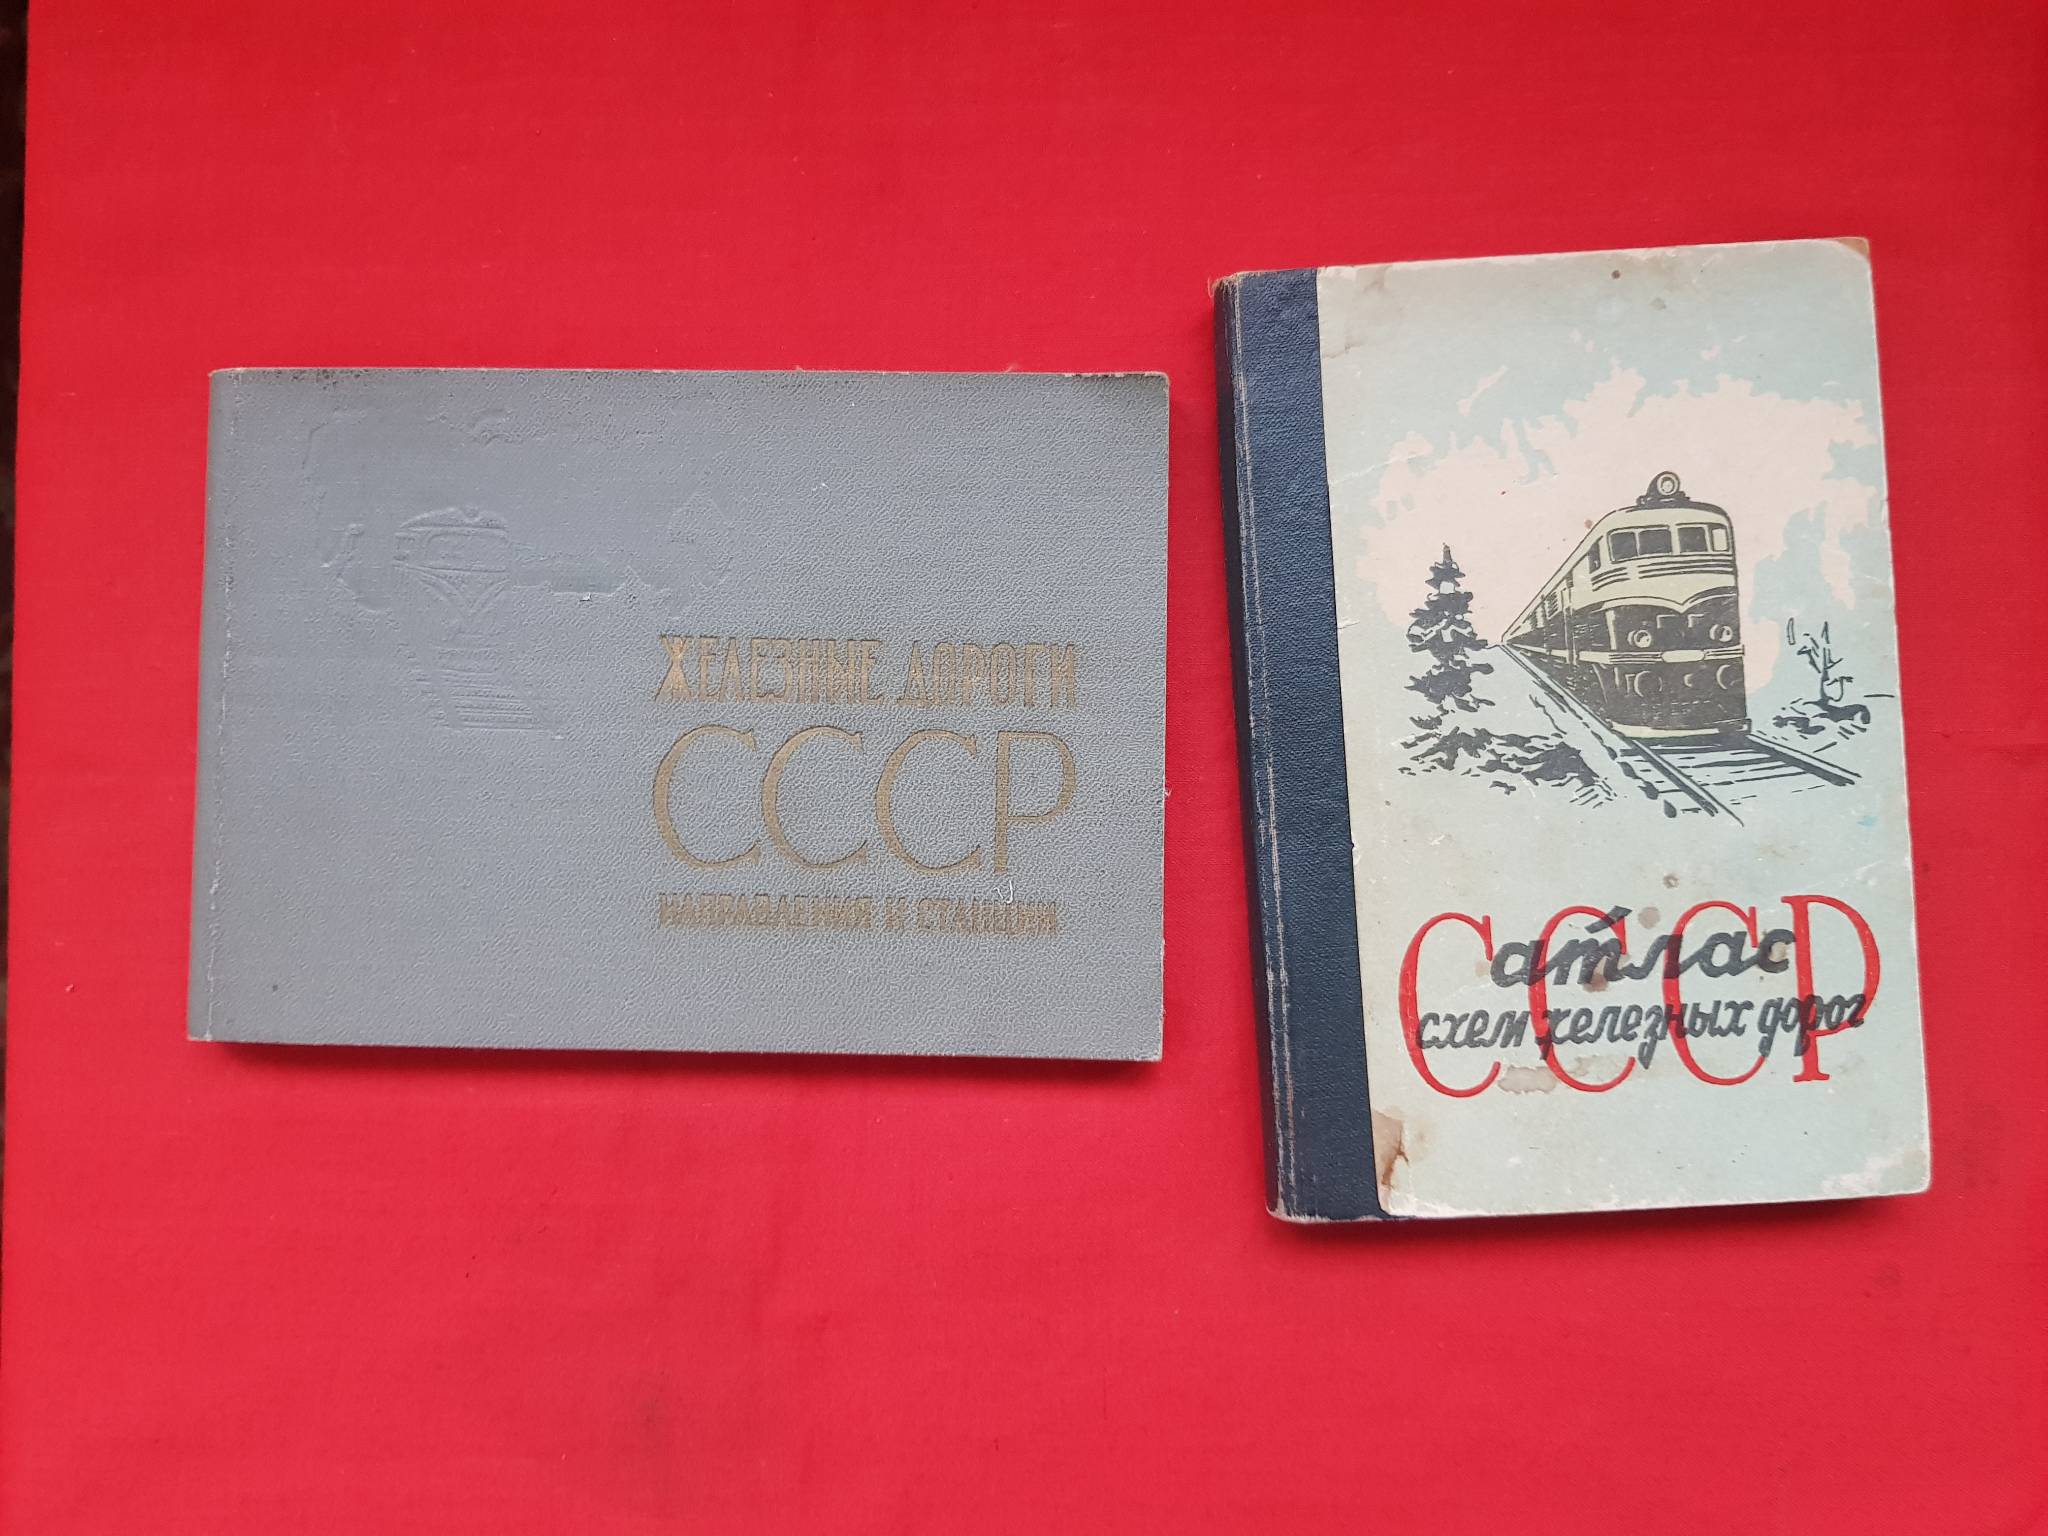 ЖЕЛЕЗНЫЕ ДОРОГИ
СССР
НАПРАВЛЕНИЯ И СТАНЦИИ
СССР
атлас
схем железных дорог